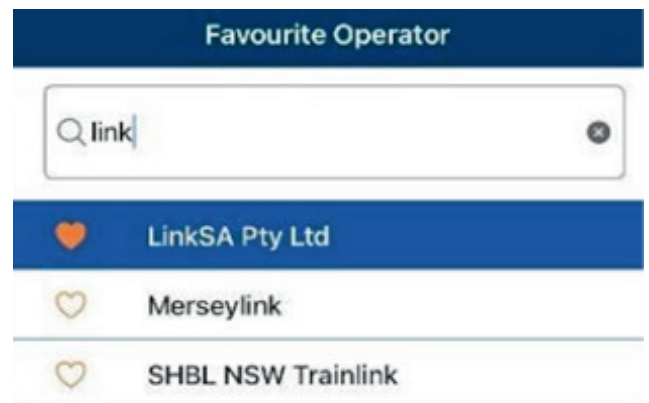 Favourite Operator
link
LinkSA Pty Ltd
Merseylink
SHBL NSW Trainlink